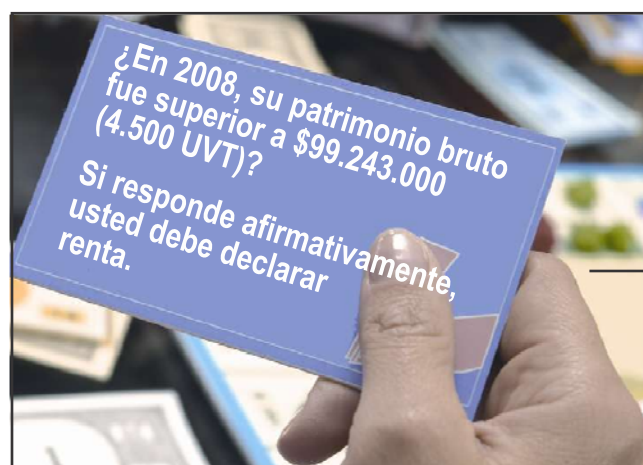 ¿En 2008, su patrimonio bruto
fue superior a $99.243.000
(4.500 UVT)?
Si responde afirmativamente,
usted debe declarar
renta.